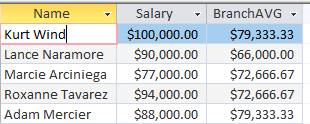 Name Salary BranchAVG
Kurt Wind $100,000.00 $79,333.33
Lance Naramore $90,000.00 $66,000.00
Marcie Arciniega $77,000.00 $72,666.67
Roxanne Tavarez $94,000.00 $72,666.67
Adam Mercier $88,000.00 $79,333.33